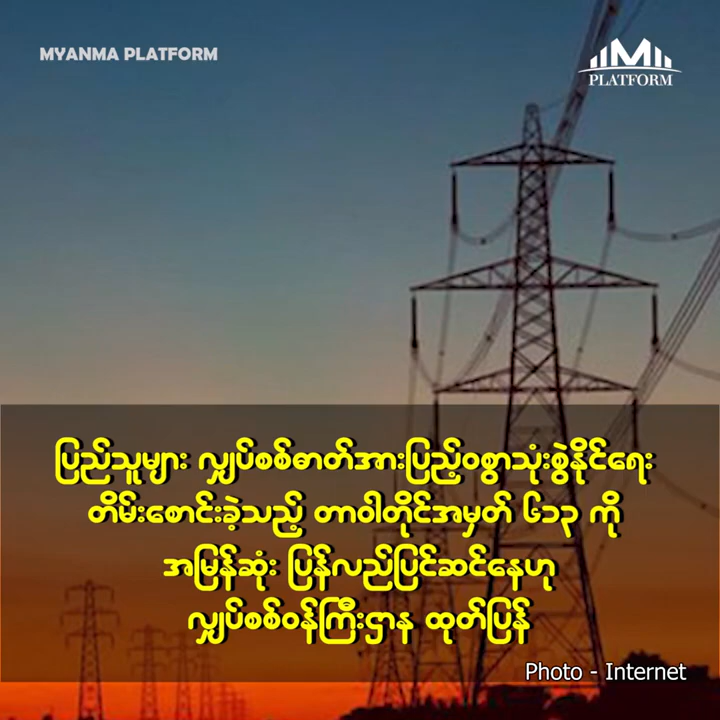 MYANMA PLATFORM
M
PLATFORM
ပြည်သူများ လျှပ်စစ်ဓာတ်အားပြည့်ဝစွာသုံးစွဲနိုင်ရေး
တိမ်းစောင်းခဲ့သည့် တာဝါတိုင်အမှတ် ၆၁၃ ကို
အမြန်ဆုံး ပြန်လည်ပြင်ဆင်နေဟု
လျှပ်စစ်ဝန်ကြီးဌာန ထုတ်ပြန်
Photo - Internet